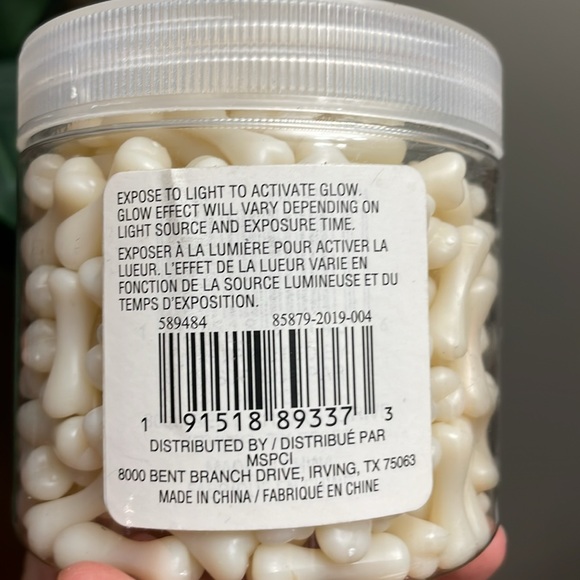 EXPOSE TO LIGHT TO ACTIVATE GLOW.
GLOW EFFECT WILL VARY DEPENDING ON
LIGHT SOURCE AND EXPOSURE TIME.
EXPOSER À LA LUMIÈRE POUR ACTIVER LA
LUEUR. L'EFFET DE LA LUEUR VARIE EN
FONCTION DE LA SOURCE LUMINEUSE ET DU
TEMPS D'EXPOSITION.
589484 85879-2019-004
1 91518 89337 3
DISTRIBUTED BY / DISTRIBUÉ PAR
MSPCI
8000 BENT BRANCH DRIVE, IRVING, TX 75063
MADE IN CHINA / FABRIQUÉ EN CHINE